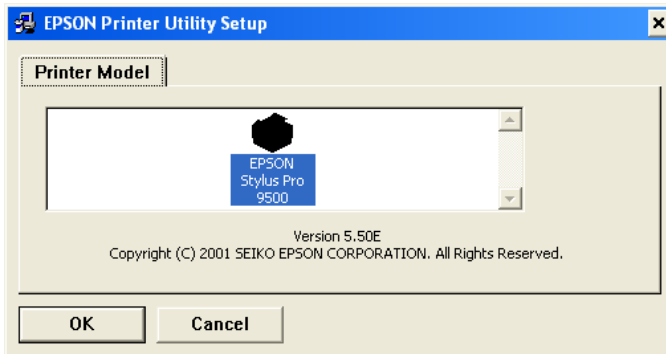 EPSON Printer Utility Setup
Printer Model
EPSON
Stylus Pro
9500
Version 5.50E
Copyright (C) 2001 SEIKO EPSON CORPORATION. All Rights Reserved.
OK Cancel